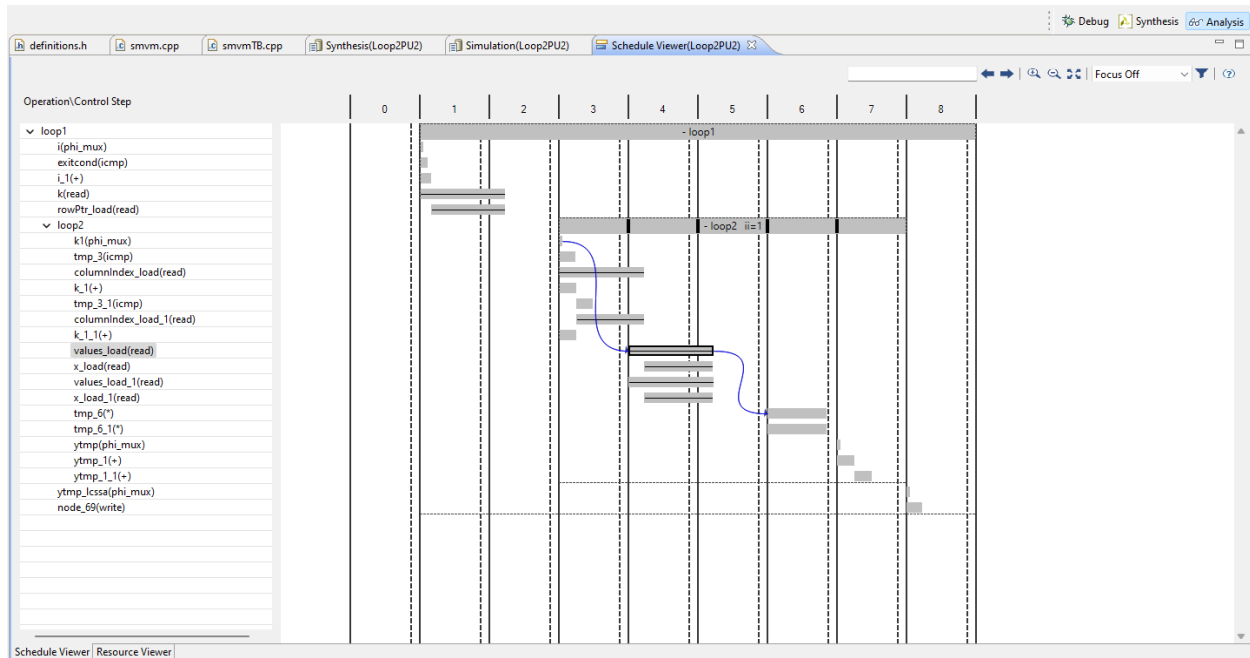 Debug Synthesis Analysis
definitions.h smvm.cpp smvmTB.cpp Synthesis(Loop2PU2) Simulation(Loop2PU2) Schedule Viewer(Loop2PU2)
Focus Off
Operation\Control Step 0 1 2 3 4 5 6 7 8
loop1 - loop1
i(phi_mux)
exitcond(icmp)
i_1(+)
k(read)
rowPtr_load(read)
loop2 - loop2 ii=1
k1(phi_mux)
tmp_3(icmp)
columnIndex_load(read)
k_1(+)
tmp_3_1(icmp)
columnIndex_load_1(read)
k_1_1(+)
values_load(read)
x_load(read)
values_load_1(read)
x_load_1(read)
tmp_6(*)
tmp_6_1(*)
ytmp(phi_mux)
ytmp_1(+)
ytmp_1_1(+)
ytmp_lcssa(phi_mux)
node_69(write)
Schedule Viewer Resource Viewer